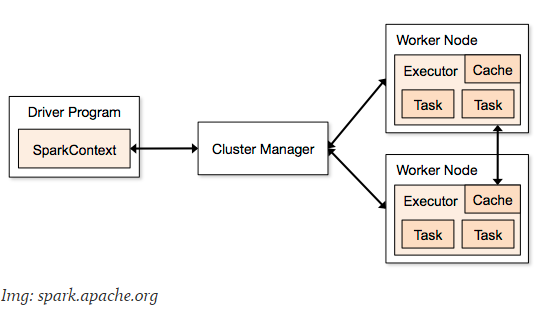 Driver Program
SparkContext
Cluster Manager
Worker Node
Executor
Cache
Task
Task
Worker Node
Executor
Cache
Task
Task
Img: spark.apache.org